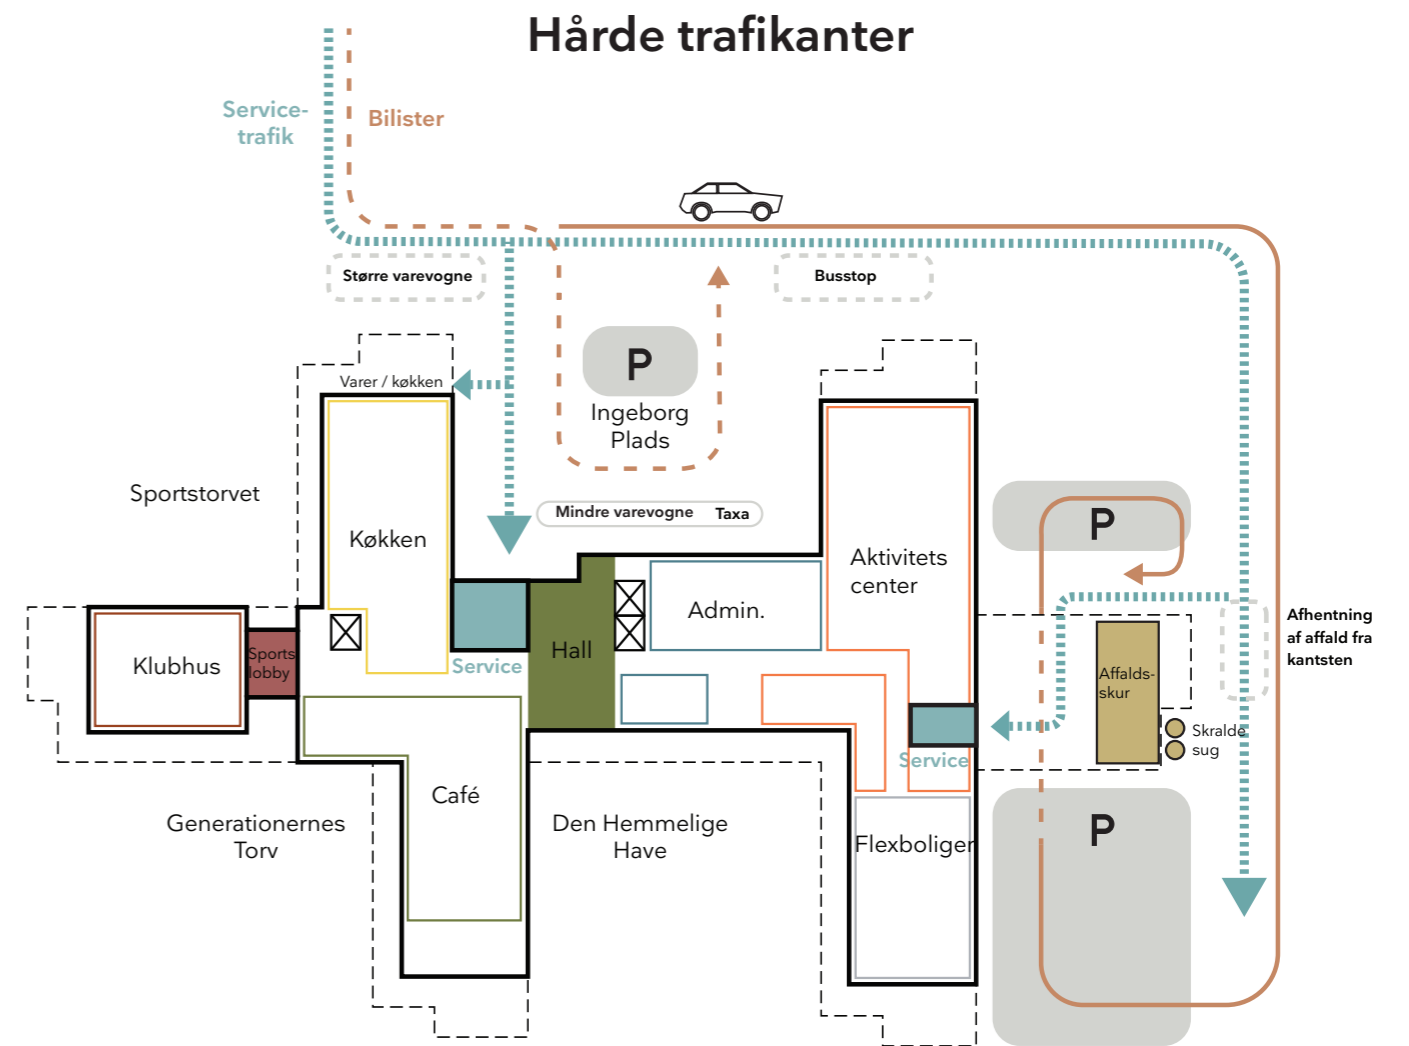 Hårde trafikanter
Service-
trafik
Bilister
Større varevogne
Busstop
P
Ingeborg
Plads
Varer / køkken
Sportstorvet
Køkken
Mindre varevogne
Taxa
Aktivitets
center
P
Admin.
Hall
Service
Klubhus
Sports
lobby
Afhentning
af affald fra
kantsten
Affalds-
skur
Skralde
sug
Service
Café
Generationernes
Torv
Den Hemmelige
Have
Flexboliger
P